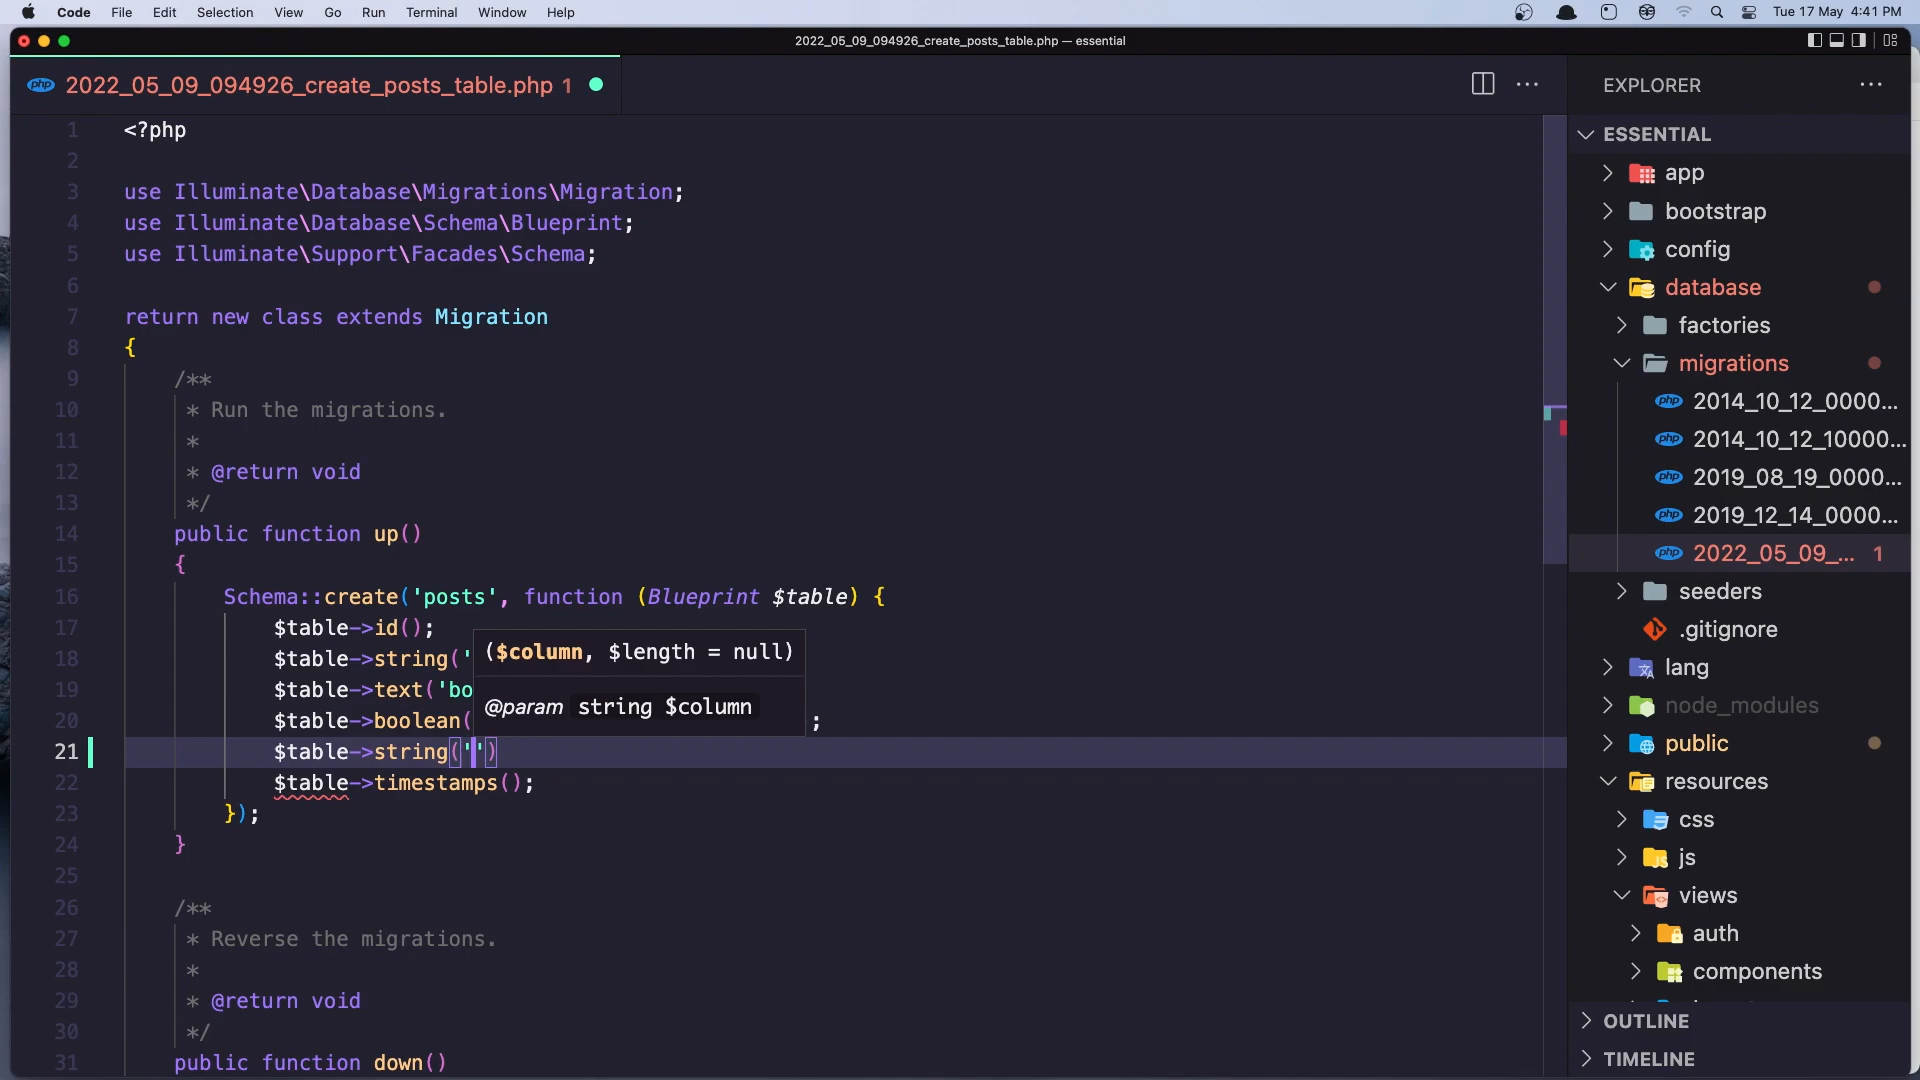 Code File Edit Selection View Go Run Terminal Window Help Tue 17 May 4:41 PM
2022_05_09_094926_create_posts_table.php — essential
php 2022_05_09_094926_create_posts_table.php 1
1 <?php
2
3 use Illuminate\Database\Migrations\Migration;
4 use Illuminate\Database\Schema\Blueprint;
5 use Illuminate\Support\Facades\Schema;
6
7 return new class extends Migration
8 {
9 /**
10 * Run the migrations.
11 *
12 * @return void
13 */
14 public function up()
15 {
16 Schema::create('posts', function (Blueprint $table) {
17 $table->id();
18 $table->string('
19 $table->text('bo
20 $table->boolean( ;
21 $table->string('')
22 $table->timestamps();
23 });
24 }
25
26 /**
27 * Reverse the migrations.
28 *
29 * @return void
30 */
31 public function down()
($column, $length = null)
@param string $column
EXPLORER
ESSENTIAL
app
bootstrap
config
database
factories
migrations
php 2014_10_12_0000...
php 2014_10_12_10000...
php 2019_08_19_0000...
php 2019_12_14_0000...
php 2022_05_09_... 1
seeders
.gitignore
lang
node_modules
public
resources
css
JS js
views
auth
components
OUTLINE
TIMELINE